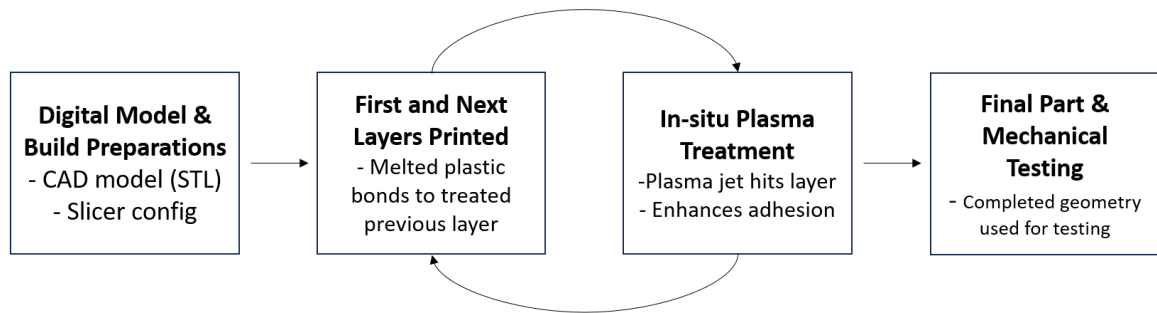 Digital Model &
Build Preparations
- CAD model (STL)
- Slicer config
First and Next
Layers Printed
- Melted plastic
bonds to treated
previous layer
In-situ Plasma
Treatment
-Plasma jet hits layer
- Enhances adhesion
Final Part &
Mechanical
Testing
- Completed geometry
used for testing